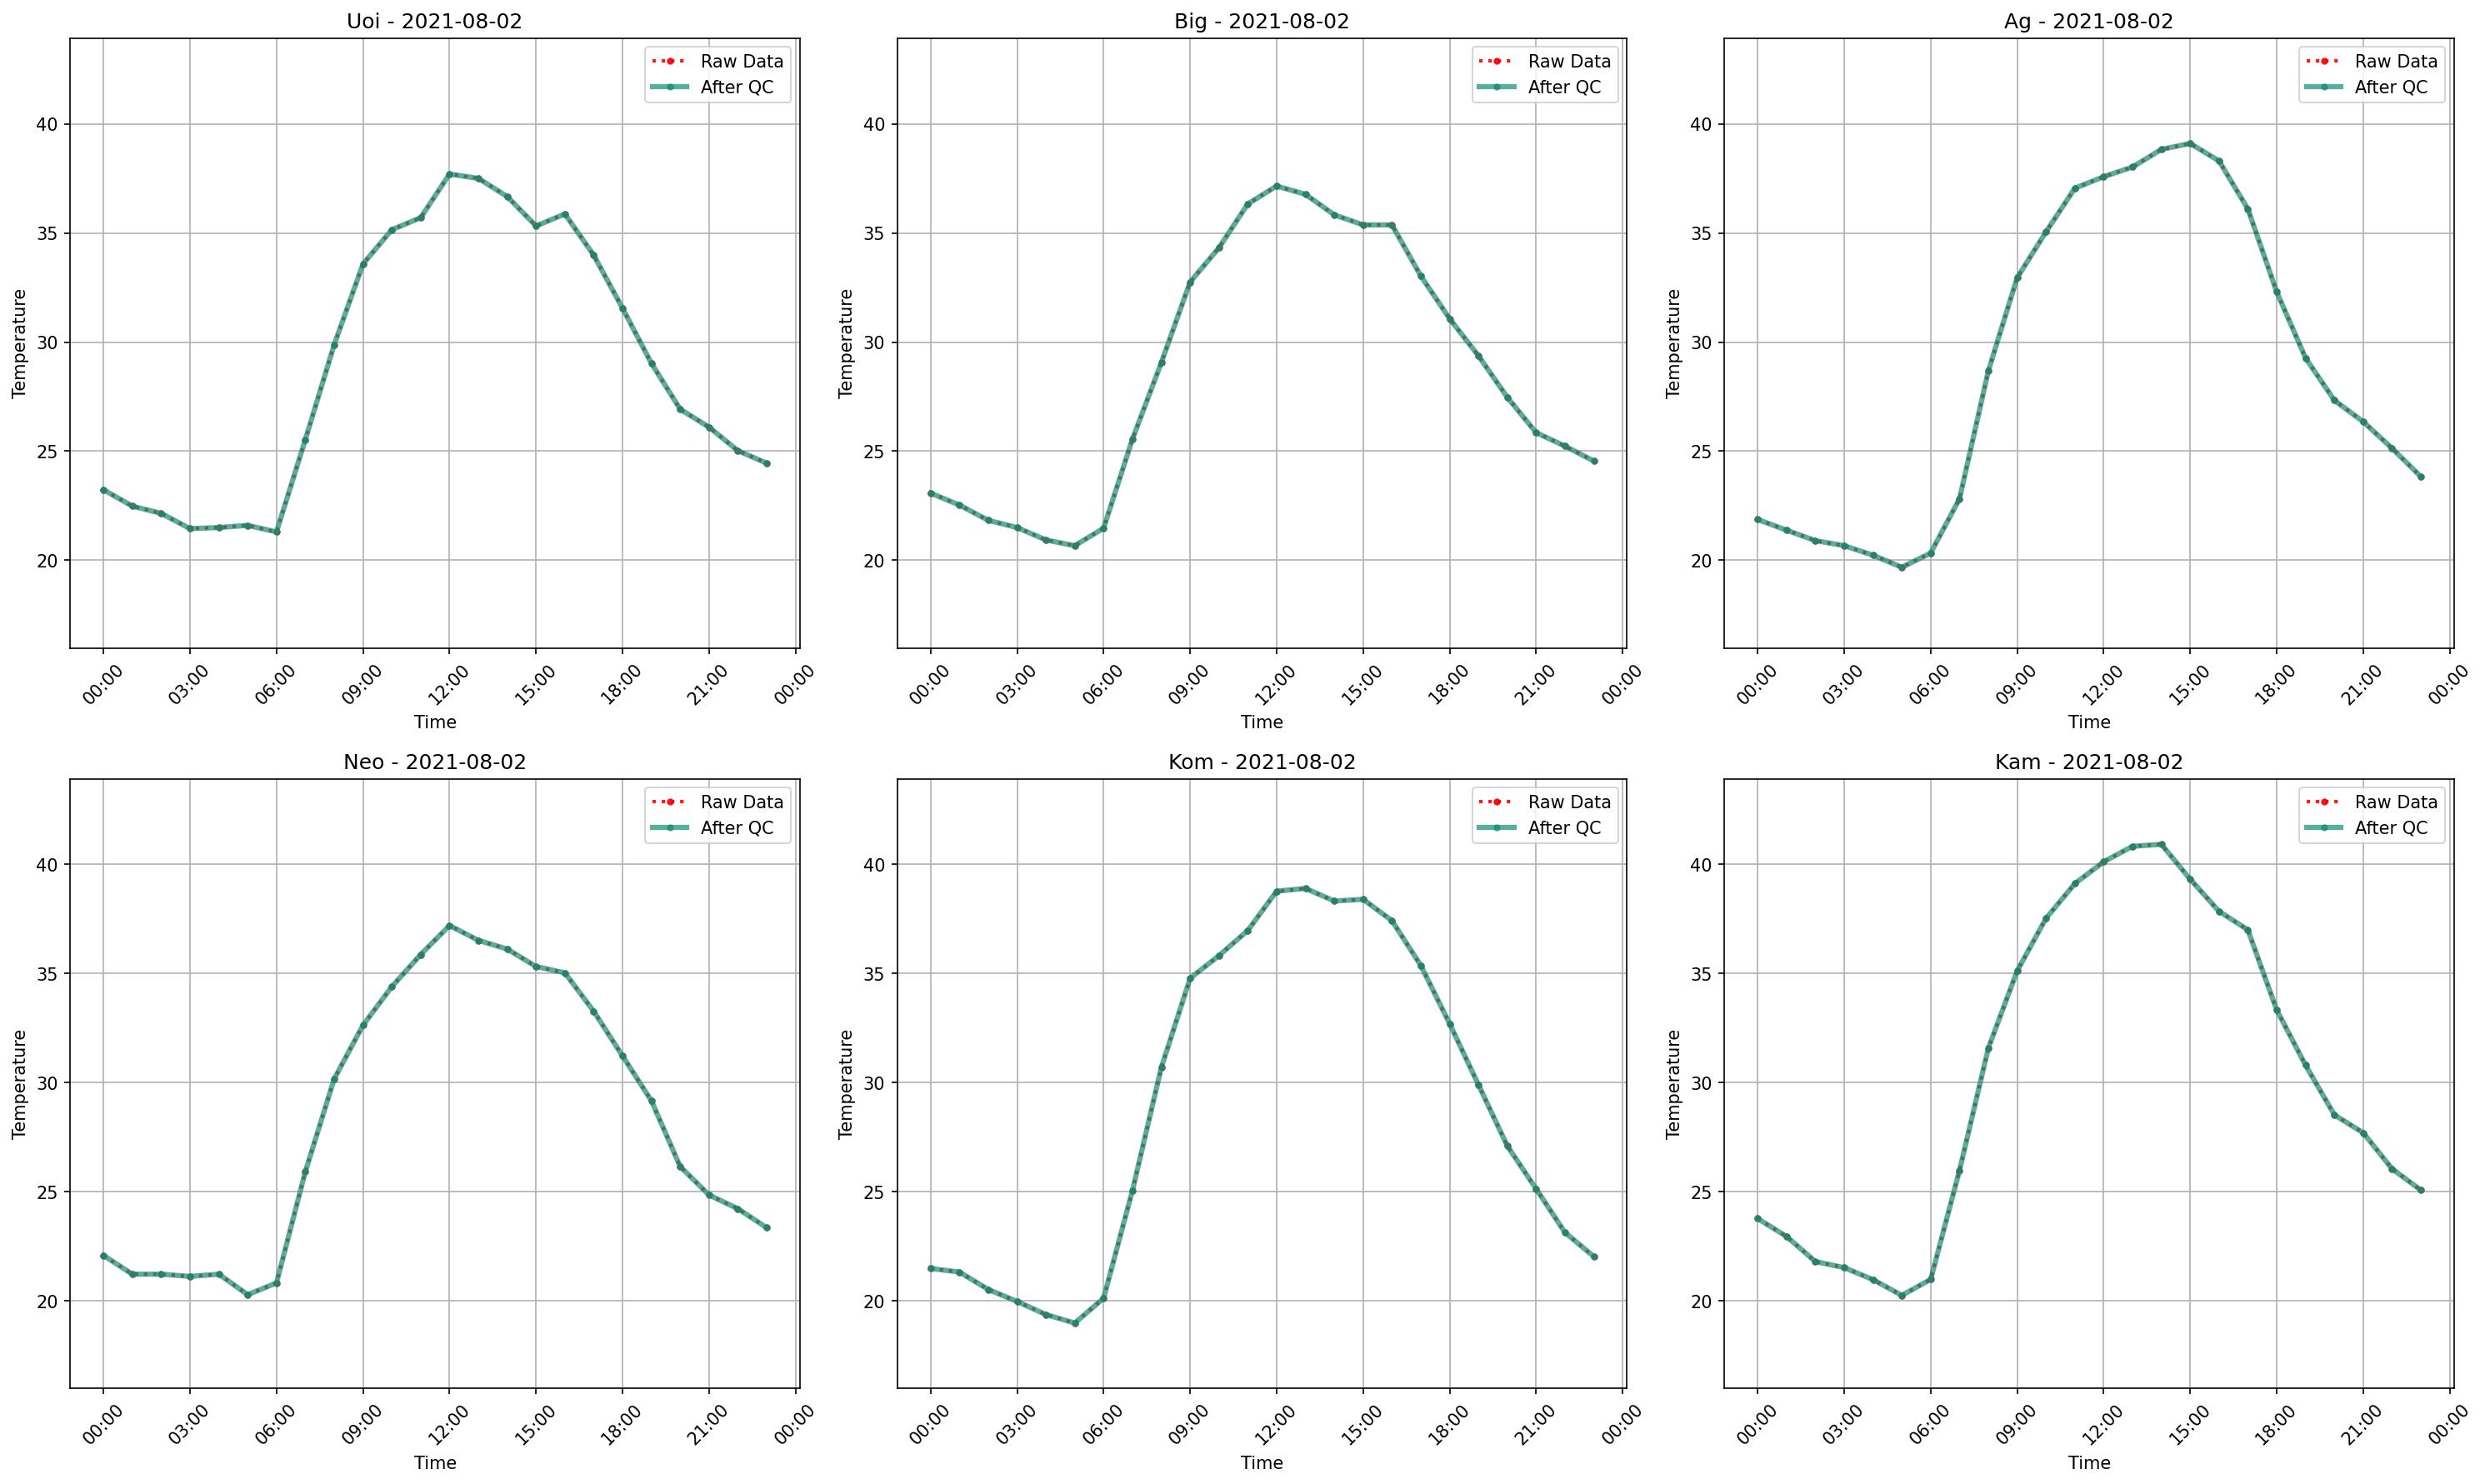 Uoi - 2021-08-02
Raw Data
After QC
Temperature
40
35
30
25
20
00:00
03:00
06:00
09:00
12:00
15:00
18:00
21:00
00:00
Time
Big - 2021-08-02
Raw Data
After QC
Temperature
40
35
30
25
20
00:00
03:00
06:00
09:00
12:00
15:00
18:00
21:00
00:00
Time
Ag - 2021-08-02
Raw Data
After QC
Temperature
40
35
30
25
20
00:00
03:00
06:00
09:00
12:00
15:00
18:00
21:00
00:00
Time
Neo - 2021-08-02
Raw Data
After QC
Temperature
40
35
30
25
20
00:00
03:00
06:00
09:00
12:00
15:00
18:00
21:00
00:00
Time
Kom - 2021-08-02
Raw Data
After QC
Temperature
40
35
30
25
20
00:00
03:00
06:00
09:00
12:00
15:00
18:00
21:00
00:00
Time
Kam - 2021-08-02
Raw Data
After QC
Temperature
40
35
30
25
20
00:00
03:00
06:00
09:00
12:00
15:00
18:00
21:00
00:00
Time